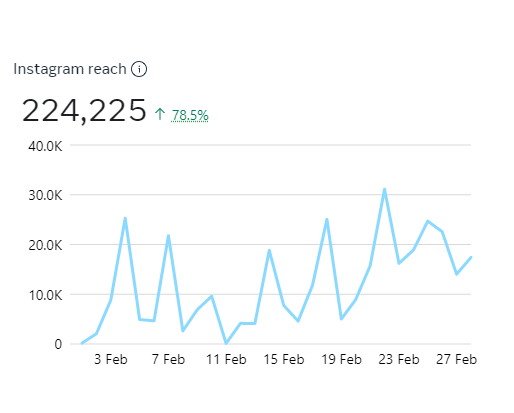 Instagram reach
224,225 ↑ 78.5%
40.0K
30.0K
20.0K
10.0K
0
3 Feb 7 Feb 11 Feb 15 Feb 19 Feb 23 Feb 27 Feb